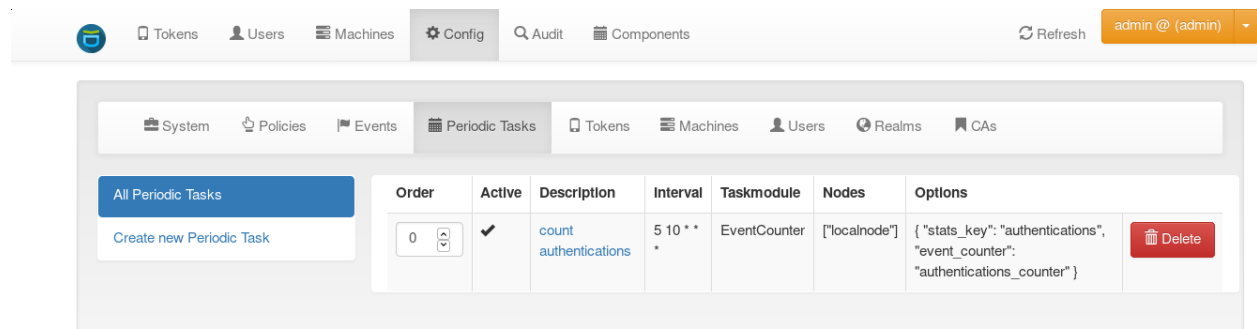 Tokens Users Machines Config Audit Components Refresh admin @ (admin)
System Policies Events Periodic Tasks Tokens Machines Users Realms CAs
All Periodic Tasks
Create new Periodic Task
Order Active Description Interval Taskmodule Nodes Options
0 count 5 10 * * EventCounter ["localnode"] { "stats_key": "authentications", Delete
authentications * "event_counter":
"authentications_counter" }